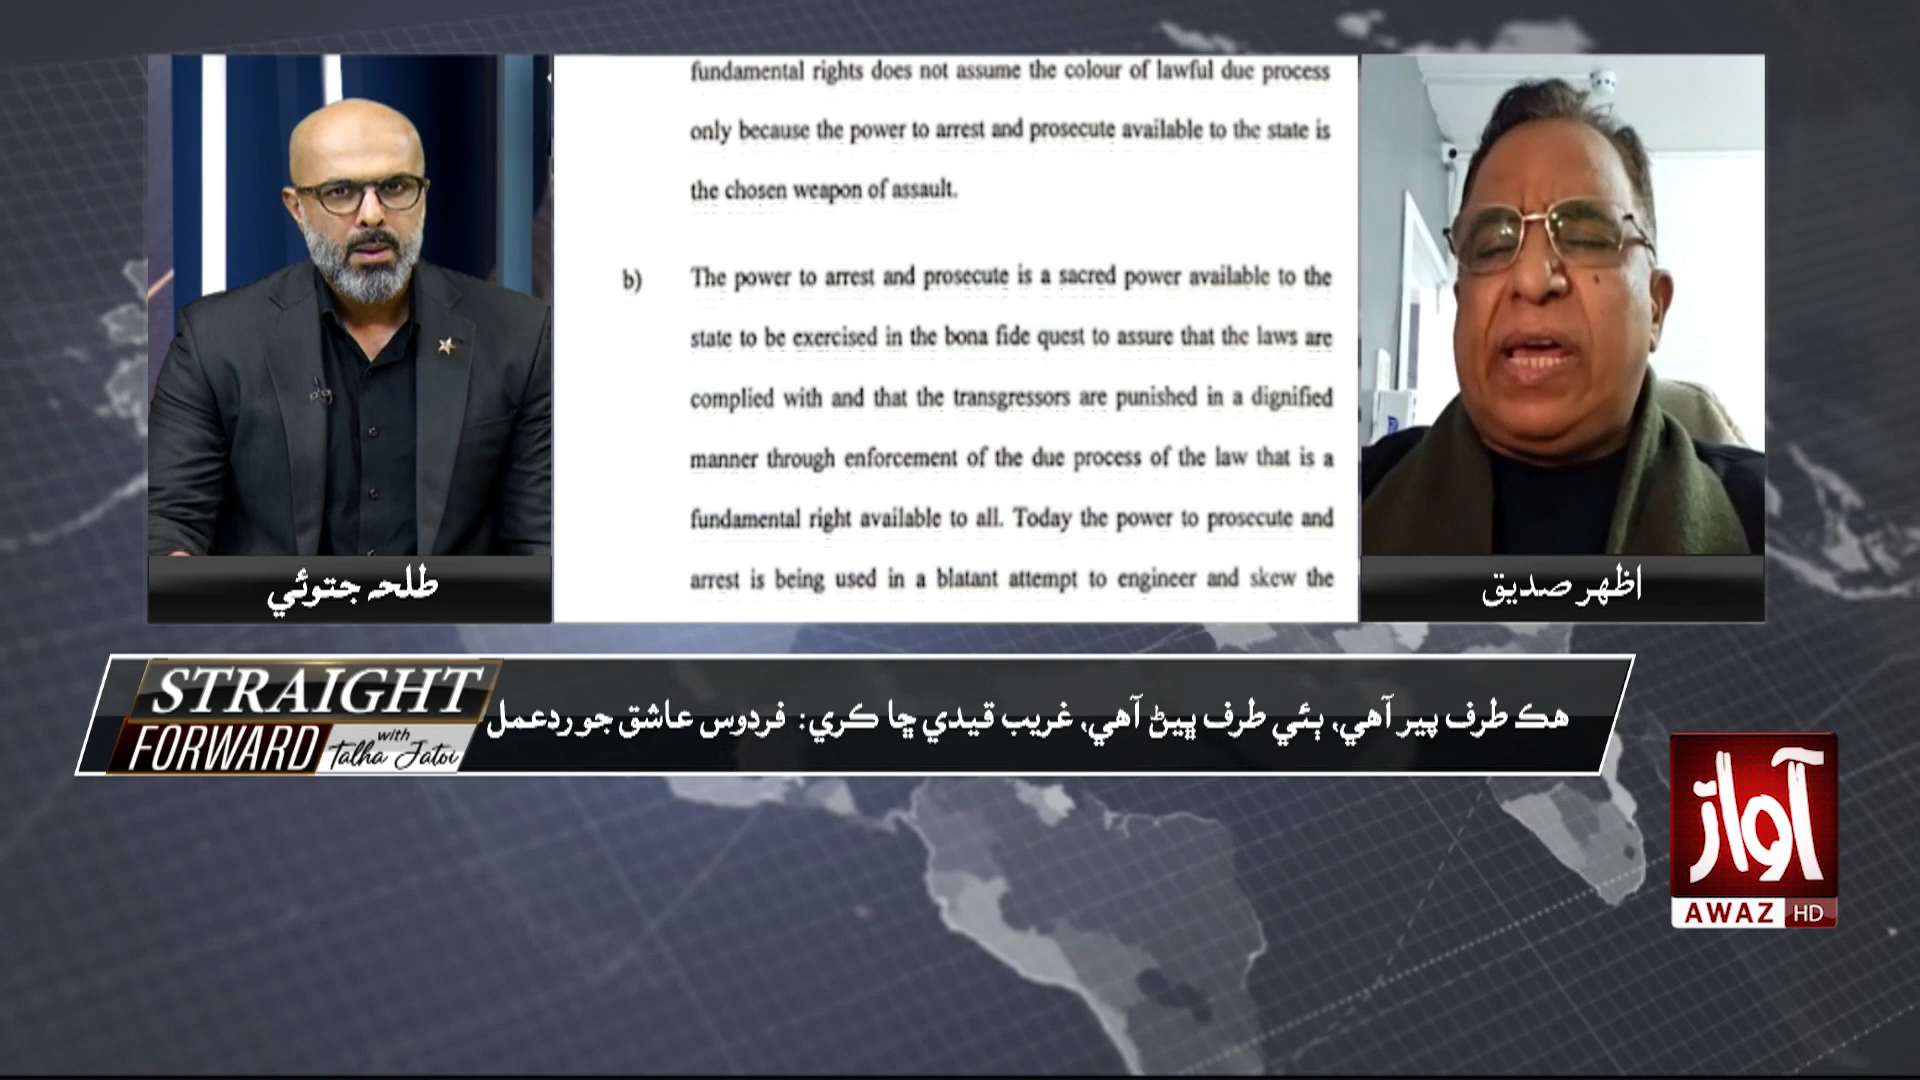 fundamental rights does not assume the colour of lawful due process
only because the power to arrest and prosecute available to the state is
the chosen weapon of assault.
b) The power to arrest and prosecute is a sacred power available to the
state to be exercised in the bona fide quest to assure that the laws are
complied with and that the transgressors are punished in a dignified
manner through enforcement of the due process of the law that is a
fundamental right available to all. Today the power to prosecute and
arrest is being used in a blatant attempt to engineer and skew the
طلحه جتوئي
اظهر صديق
STRAIGHT
FORWARD with Talha Jatoi
هڪ طرف پير آهي، ٻئي طرف ڀيڻ آهي، غريب قيدي ڇا ڪري: فردوس عاشق جو ردعمل
آواز
AWAZ HD